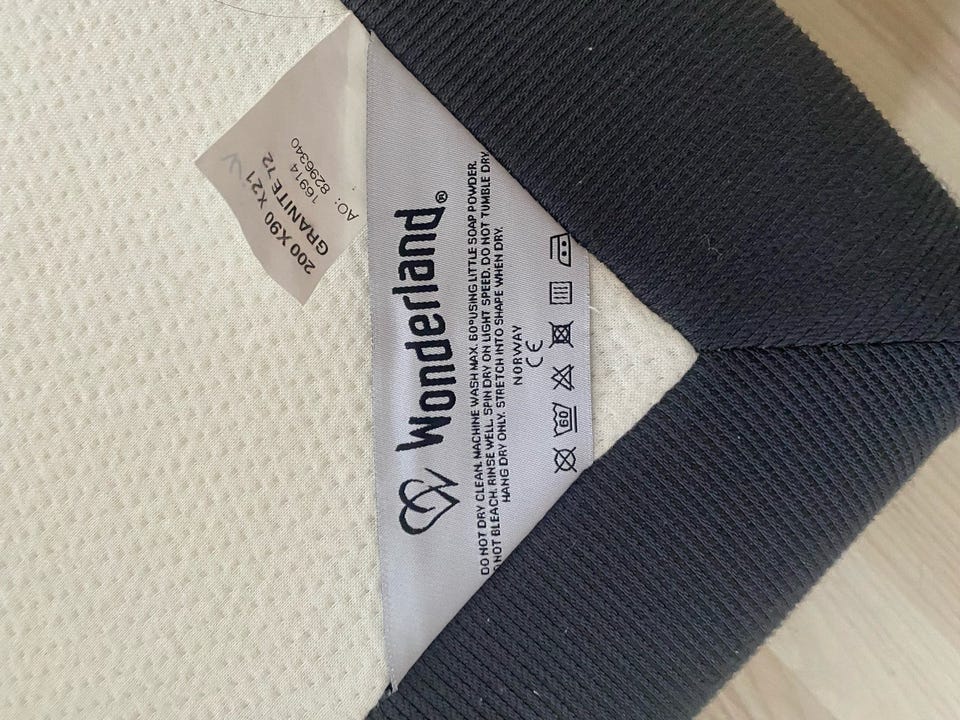 200 X90 X21
GRANITE 72
16914
AO: 8296340
Wonderland®
DO NOT DRY CLEAN. MACHINE WASH MAX. 60° USING LITTLE SOAP POWDER.
NOT BLEACH. RINSE WELL. SPIN DRY ON LIGHT SPEED. DO NOT TUMBLE DRY
HANG DRY ONLY. STRETCH INTO SHAPE WHEN DRY.
NORWAY
CE
60